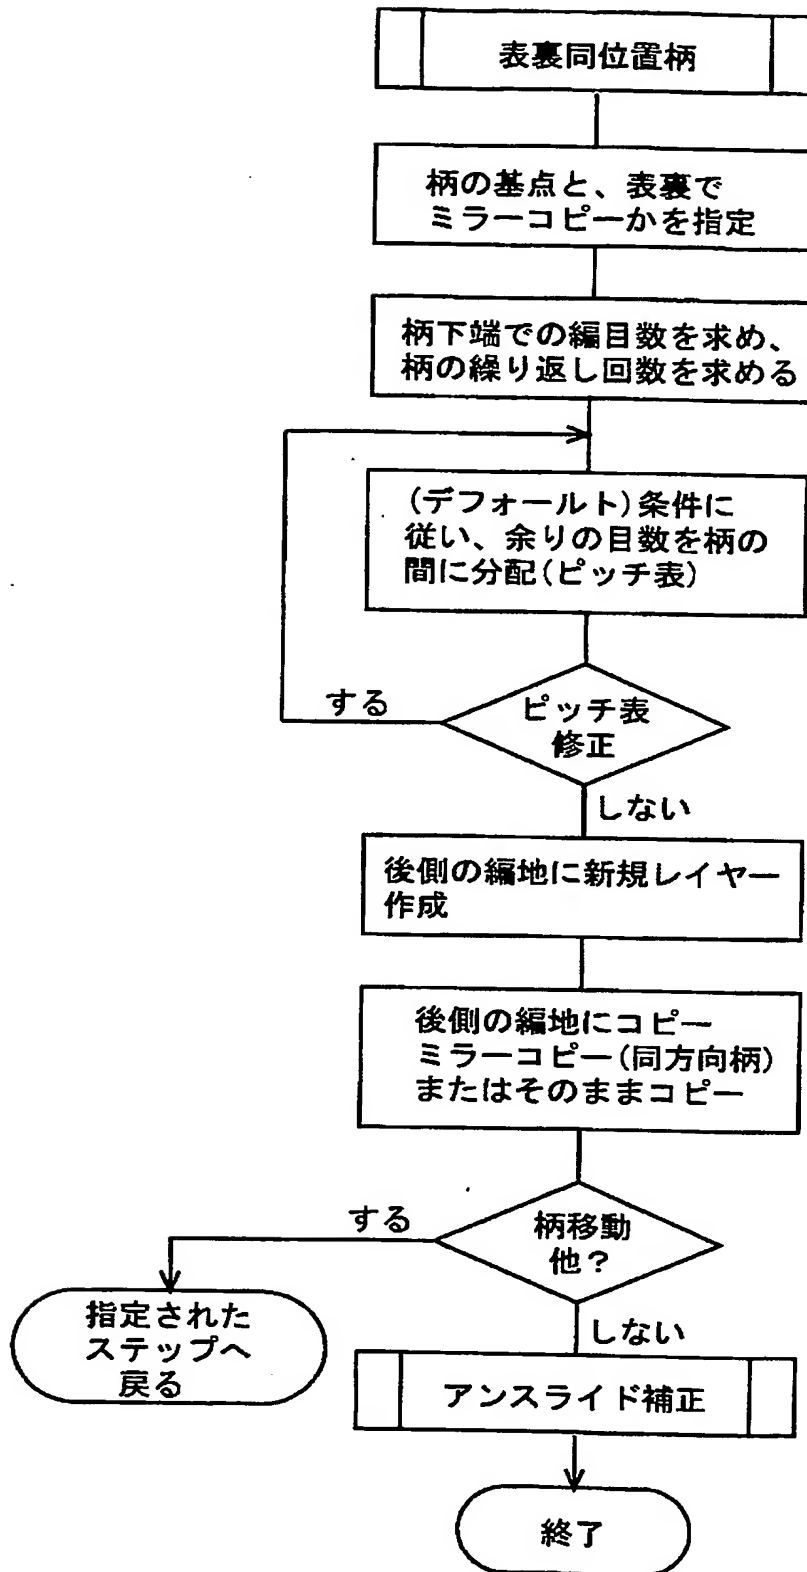 表裏同位置柄
柄の基点と、表裏で
ミラーコピーかを指定
柄下端での編目数を求め、
柄の繰り返し回数を求める
(デフォールト)条件に
従い、余りの目数を柄の
間に分配(ピッチ表)
する
ピッチ表
修正
しない
後側の編地に新規レイヤー
作成
後側の編地にコピー
ミラーコピー(同方向柄)
またはそのままコピー
する
柄移動
他?
指定された
ステップへ
戻る
しない
アンスライド補正
終了